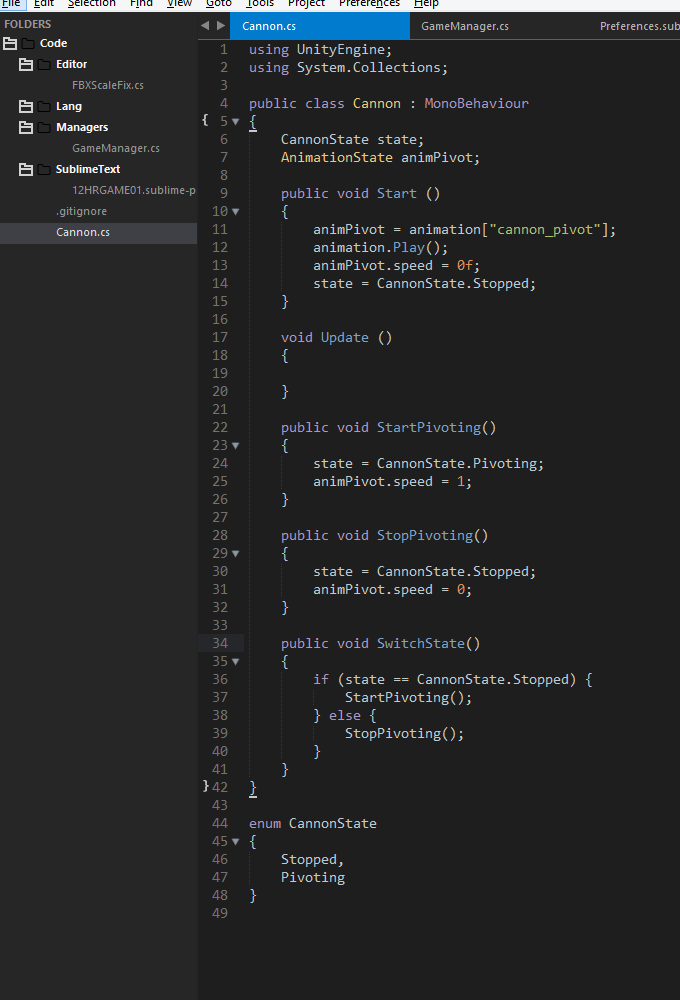 File Edit Selection Find View Goto Tools Project Preferences Help
FOLDERS
Code
Editor
FBXScaleFix.cs
Lang
Managers
GameManager.cs
SublimeText
12HRGAME01.sublime-p
.gitignore
Cannon.cs
Cannon.cs GameManager.cs Preferences.sub
1 using UnityEngine;
2 using System.Collections;
3
4 public class Cannon : MonoBehaviour
5 {
6 CannonState state;
7 AnimationState animPivot;
8
9 public void Start ()
10 {
11 animPivot = animation["cannon_pivot"];
12 animation.Play();
13 animPivot.speed = 0f;
14 state = CannonState.Stopped;
15 }
16
17 void Update ()
18 {
19
20 }
21
22 public void StartPivoting()
23 {
24 state = CannonState.Pivoting;
25 animPivot.speed = 1;
26 }
27
28 public void StopPivoting()
29 {
30 state = CannonState.Stopped;
31 animPivot.speed = 0;
32 }
33
34 public void SwitchState()
35 {
36 if (state == CannonState.Stopped) {
37 StartPivoting();
38 } else {
39 StopPivoting();
40 }
41 }
42 }
43
44 enum CannonState
45 {
46 Stopped,
47 Pivoting
48 }
49